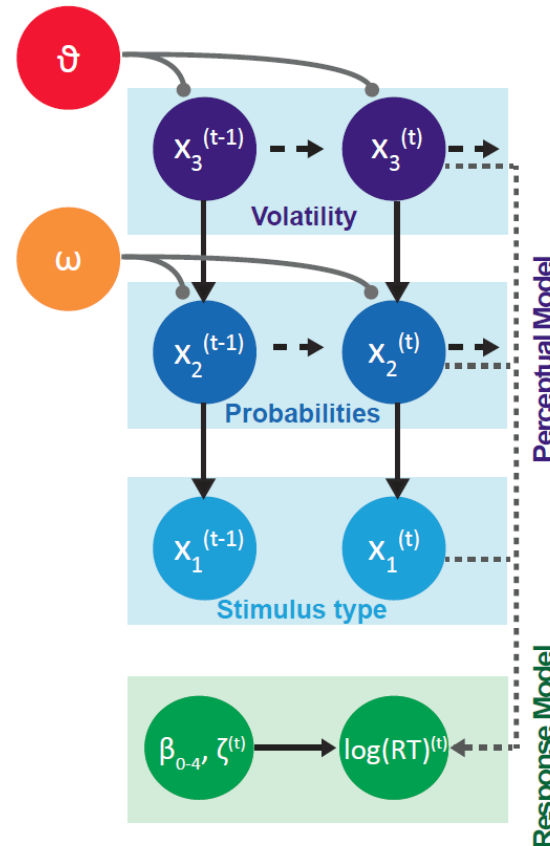 ϑ
x₃⁽ᵗ⁻¹⁾ x₃⁽ᵗ⁾
Volatility
ω
x₂⁽ᵗ⁻¹⁾ x₂⁽ᵗ⁾
Probabilities
x₁⁽ᵗ⁻¹⁾ x₁⁽ᵗ⁾
Stimulus type
Perceptual Model
β₀₋₄, ζ⁽ᵗ⁾ log(RT)⁽ᵗ⁾
Response Model